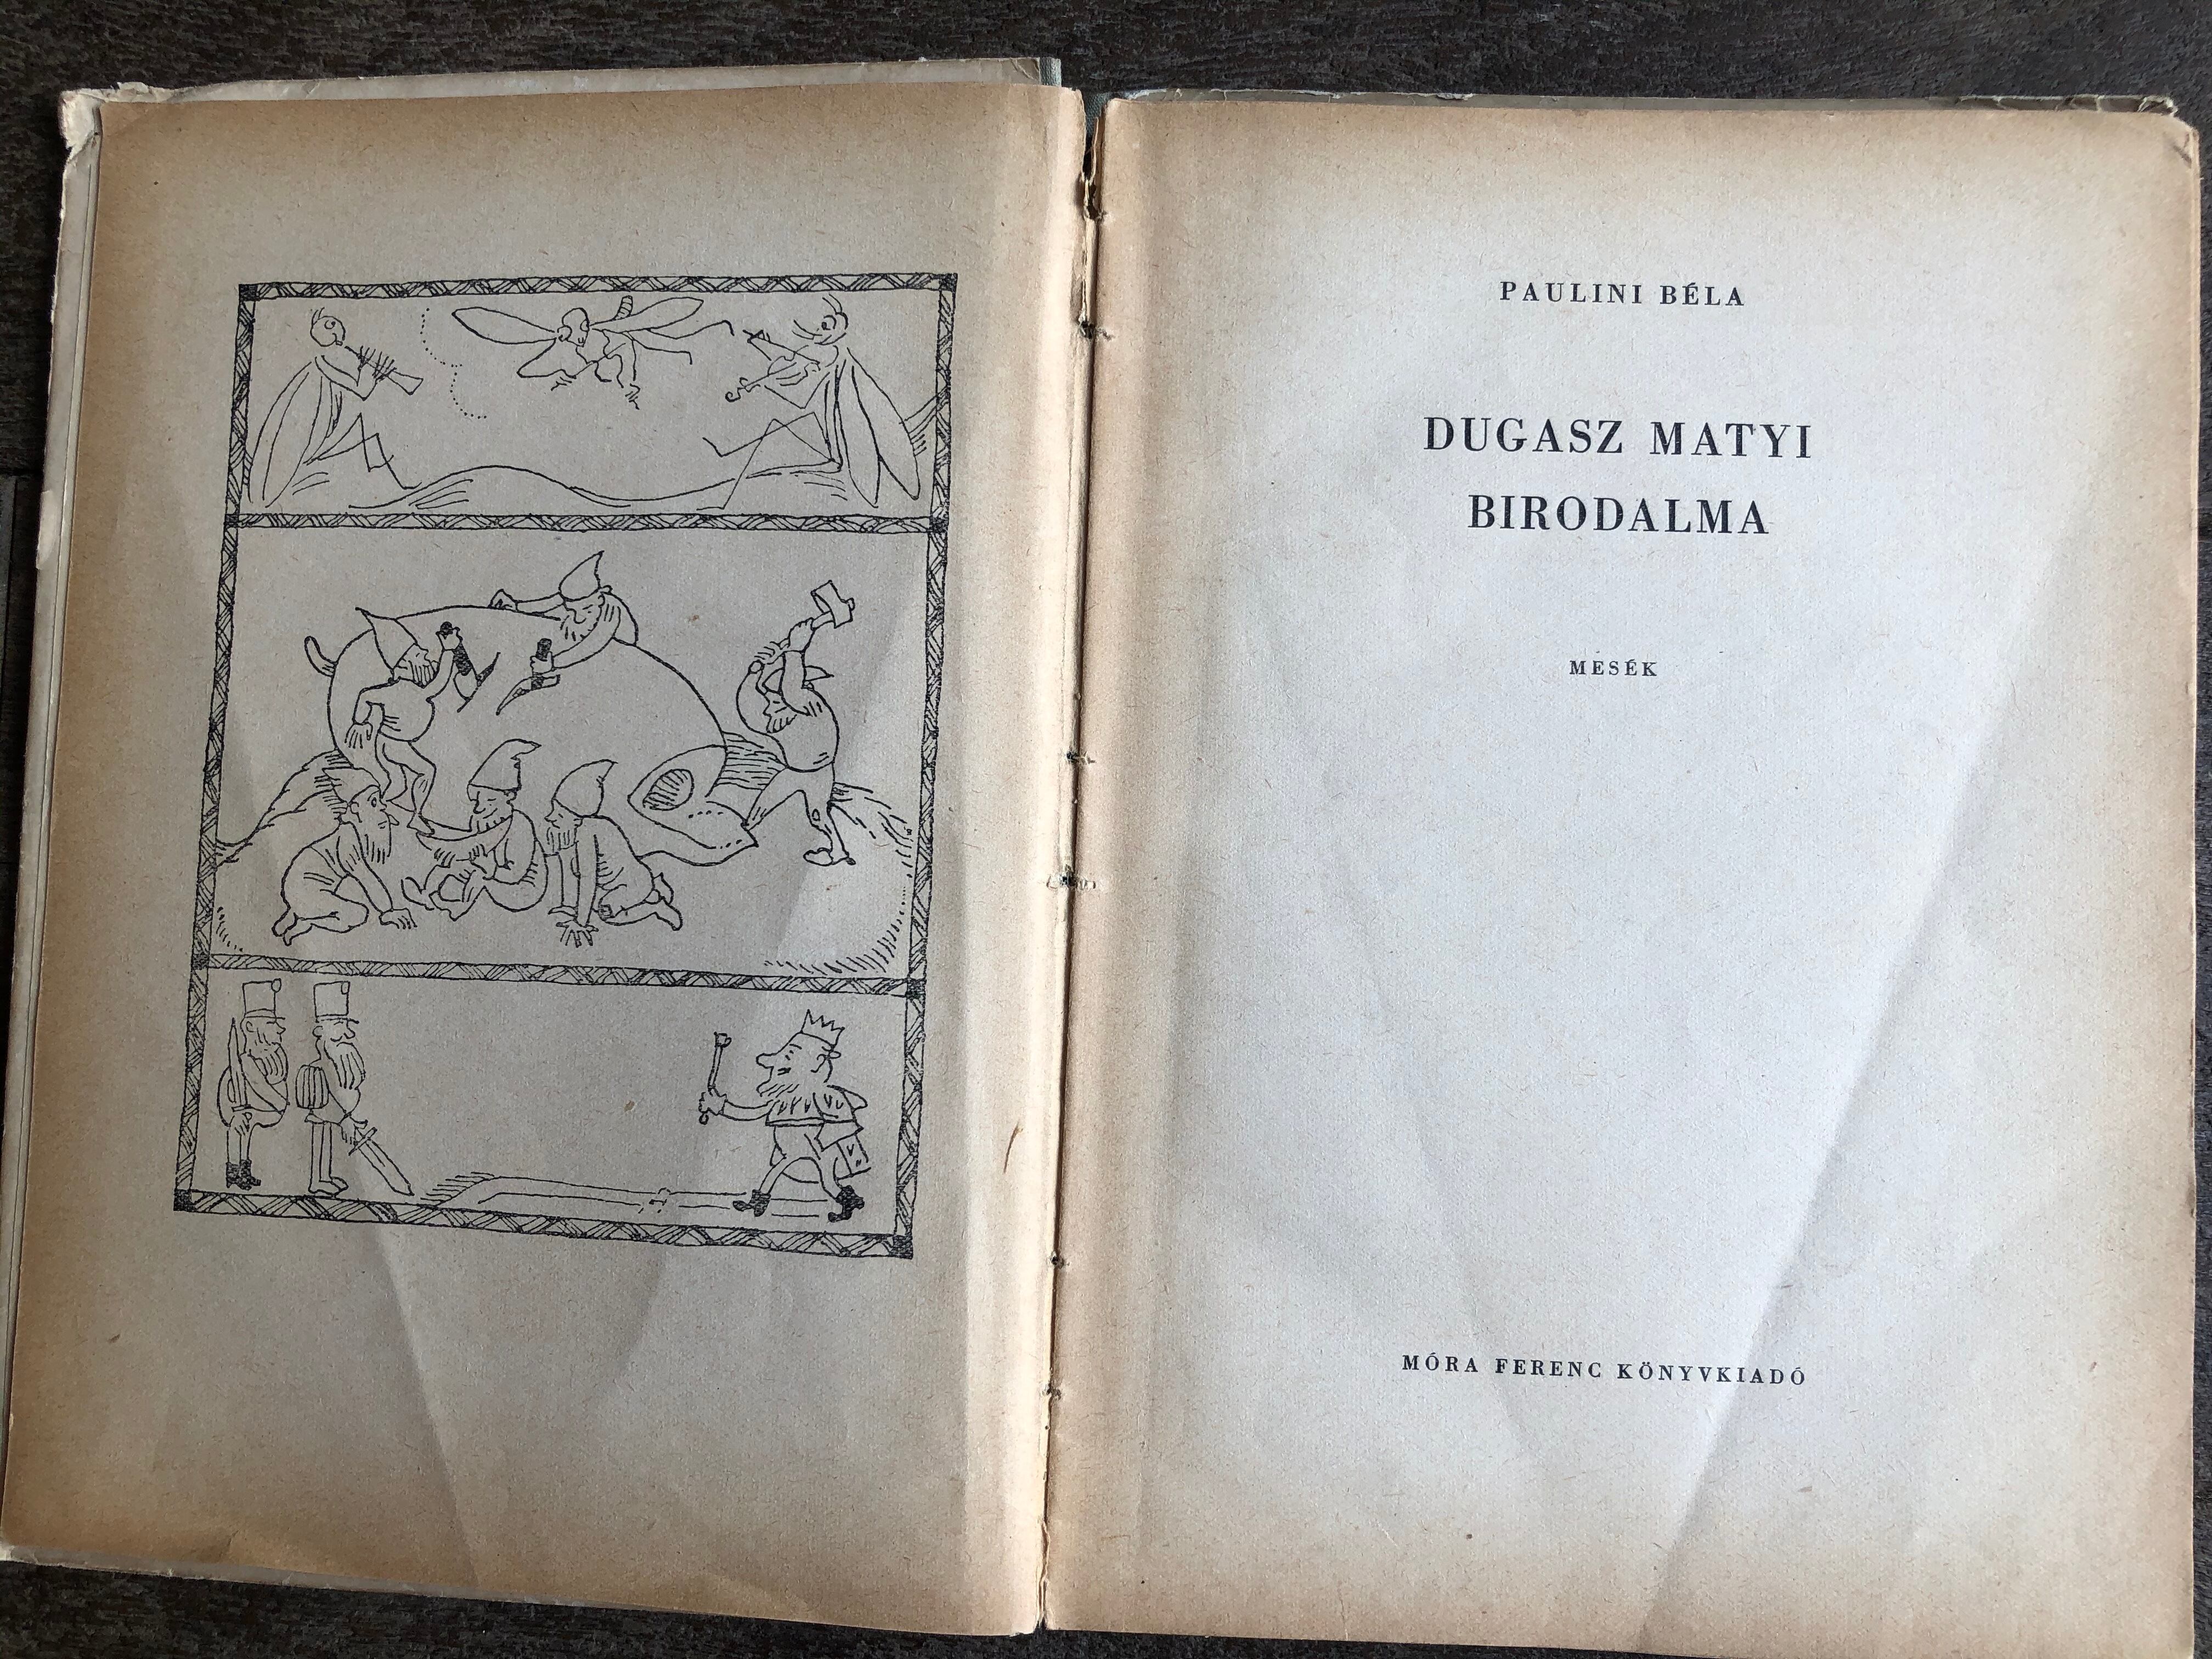 PAULINI BÉLA
DUGASZ MATYI
BIRODALMA
MESÉK
MÓRA FERENC KÖNYVKIADÓ